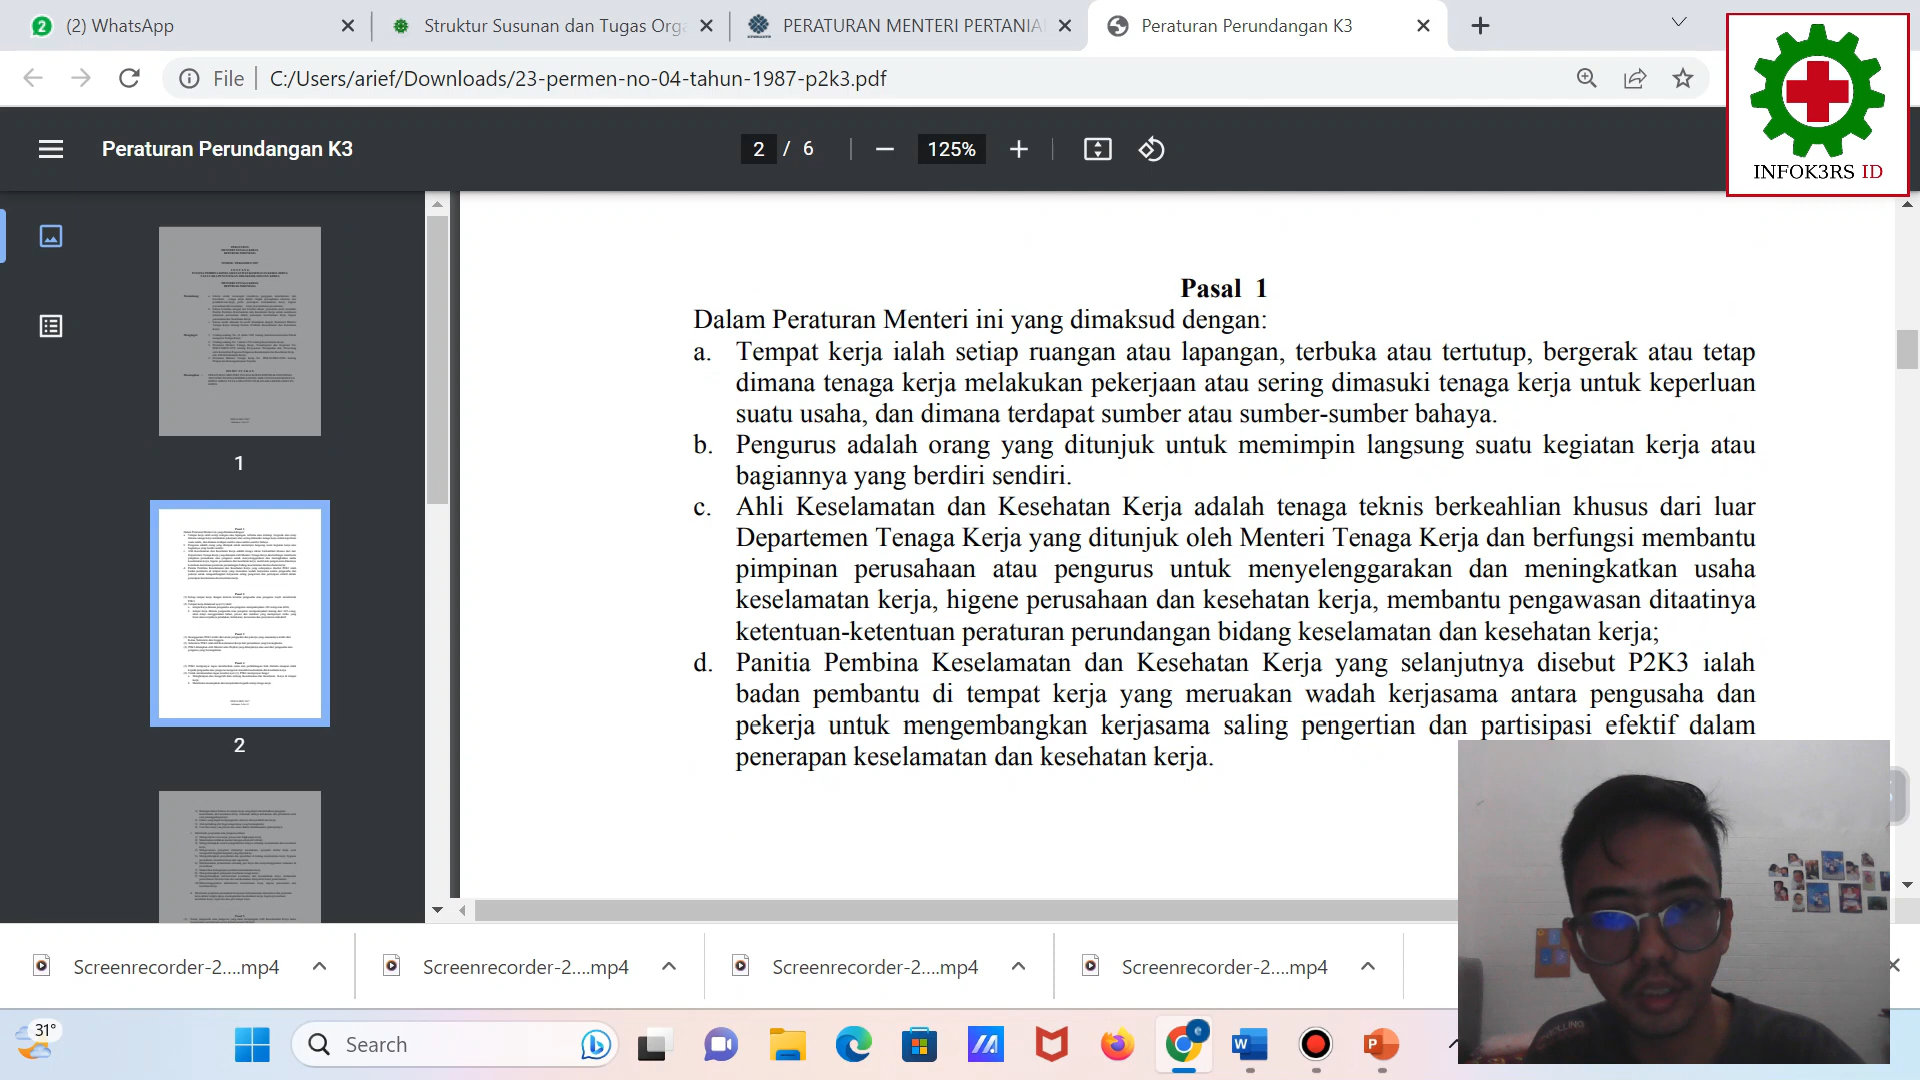 (2) WhatsApp
Struktur Susunan dan Tugas Orga
PERATURAN MENTERI PERTANIA
Peraturan Perundangan K3
File
C:/Users/arief/Downloads/23-permen-no-04-tahun-1987-p2k3.pdf
INFOK3RS ID
Peraturan Perundangan K3
2 / 6
125%
1
2
Pasal 1
Dalam Peraturan Menteri ini yang dimaksud dengan:
a. Tempat kerja ialah setiap ruangan atau lapangan, terbuka atau tertutup, bergerak atau tetap
dimana tenaga kerja melakukan pekerjaan atau sering dimasuki tenaga kerja untuk keperluan
suatu usaha, dan dimana terdapat sumber atau sumber-sumber bahaya.
b. Pengurus adalah orang yang ditunjuk untuk memimpin langsung suatu kegiatan kerja atau
bagiannya yang berdiri sendiri.
c. Ahli Keselamatan dan Kesehatan Kerja adalah tenaga teknis berkeahlian khusus dari luar
Departemen Tenaga Kerja yang ditunjuk oleh Menteri Tenaga Kerja dan berfungsi membantu
pimpinan perusahaan atau pengurus untuk menyelenggarakan dan meningkatkan usaha
keselamatan kerja, higene perusahaan dan kesehatan kerja, membantu pengawasan ditaatinya
ketentuan-ketentuan peraturan perundangan bidang keselamatan dan kesehatan kerja;
d. Panitia Pembina Keselamatan dan Kesehatan Kerja yang selanjutnya disebut P2K3 ialah
badan pembantu di tempat kerja yang meruakan wadah kerjasama antara pengusaha dan
pekerja untuk mengembangkan kerjasama saling pengertian dan partisipasi efektif dalam
penerapan keselamatan dan kesehatan kerja.
Screenrecorder-2....mp4
Screenrecorder-2....mp4
Screenrecorder-2....mp4
Screenrecorder-2....mp4
31°
Search